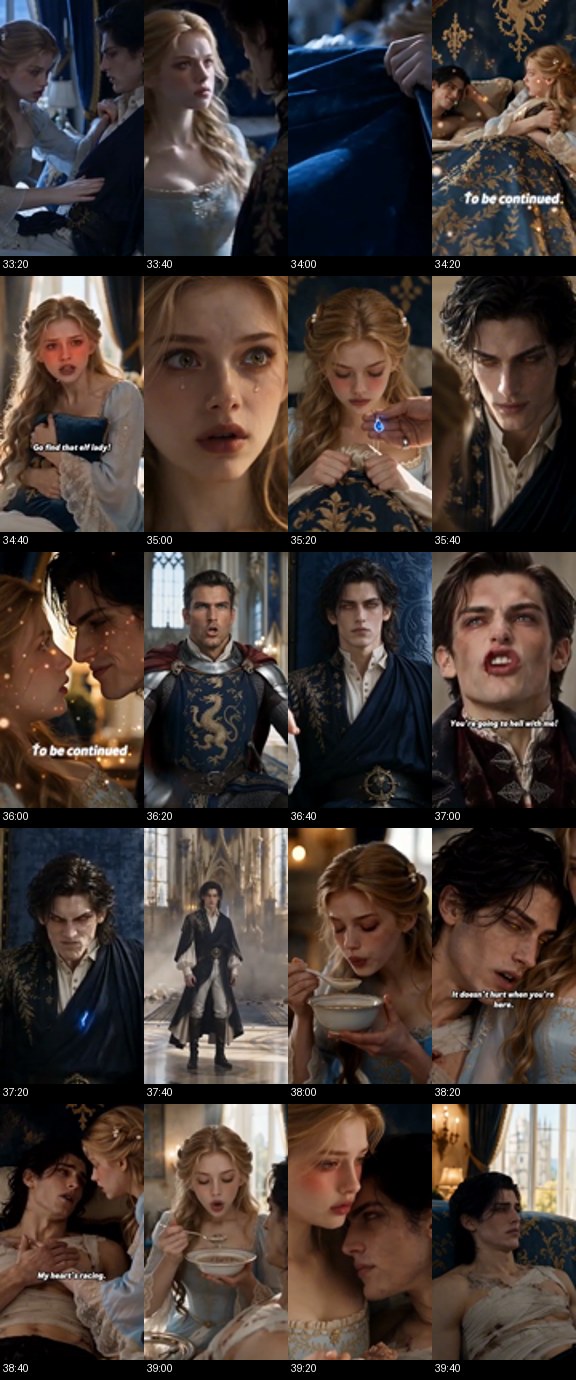 33:20
33:40
34:00
To be continued.
34:20
Go find that elf lady!
34:40
35:00
35:20
35:40
To be continued.
36:00
36:20
36:40
You're going to hell with me!
37:00
37:20
37:40
38:00
It doesn't hurt when you're
here.
38:20
My heart's racing.
38:40
39:00
39:20
39:40